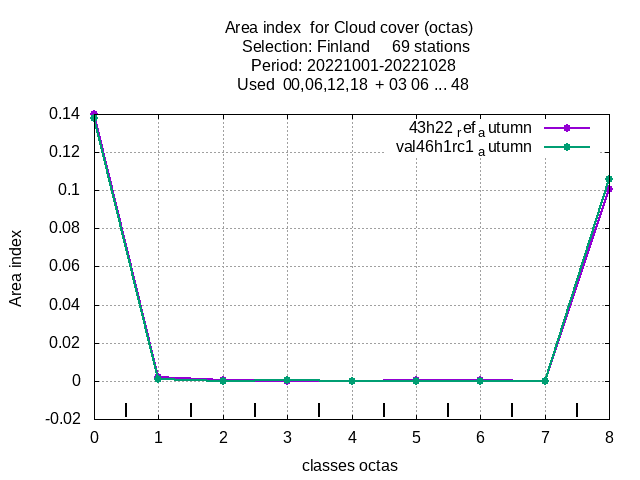 Area index  for Cloud cover (octas)
Selection: Finland     69 stations
Period: 20221001-20221028
Used  00,06,12,18  + 03 06 ... 48
43h22 refautumn
val46h1rc1 autumn
0.14
0.12
0.1
0.08
0.06
0.04
0.02
0
-0.02
Area index
0 1 2 3 4 5 6 7 8
classes octas